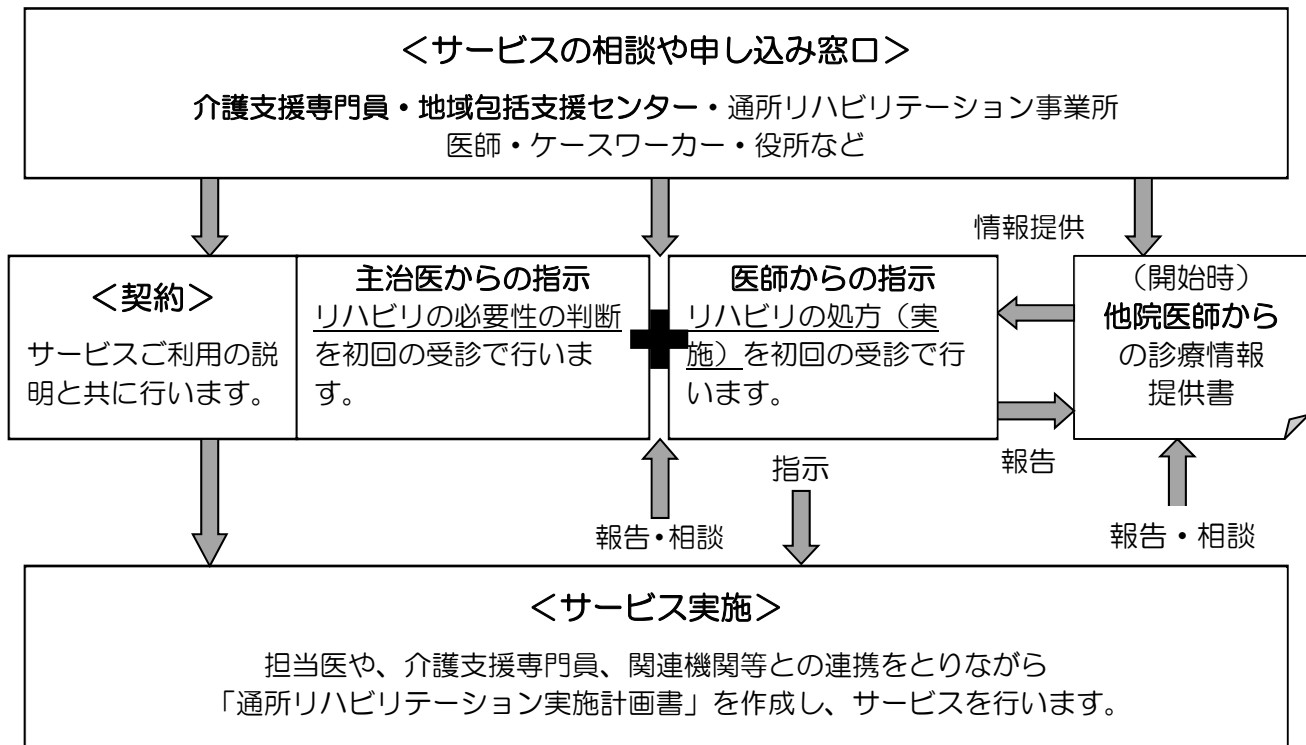 ＜サービスの相談や申し込み窓口＞
介護支援専門員・地域包括支援センター・通所リハビリテーション事業所
医師・ケースワーカー・役所など
情報提供
＜契約＞
サービスご利用の説
明と共に行います。
主治医からの指示
リハビリの必要性の判断
を初回の受診で行いま
す。
医師からの指示
リハビリの処方（実
施）を初回の受診で行
います。
（開始時）
他院医師から
の診療情報
提供書
報告
指示
報告・相談
報告・相談
＜サービス実施＞
担当医や、介護支援専門員、関連機関等との連携をとりながら
「通所リハビリテーション実施計画書」を作成し、サービスを行います。